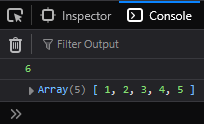 Inspector Console
Filter Output
6
Array(5) [ 1, 2, 3, 4, 5 ]